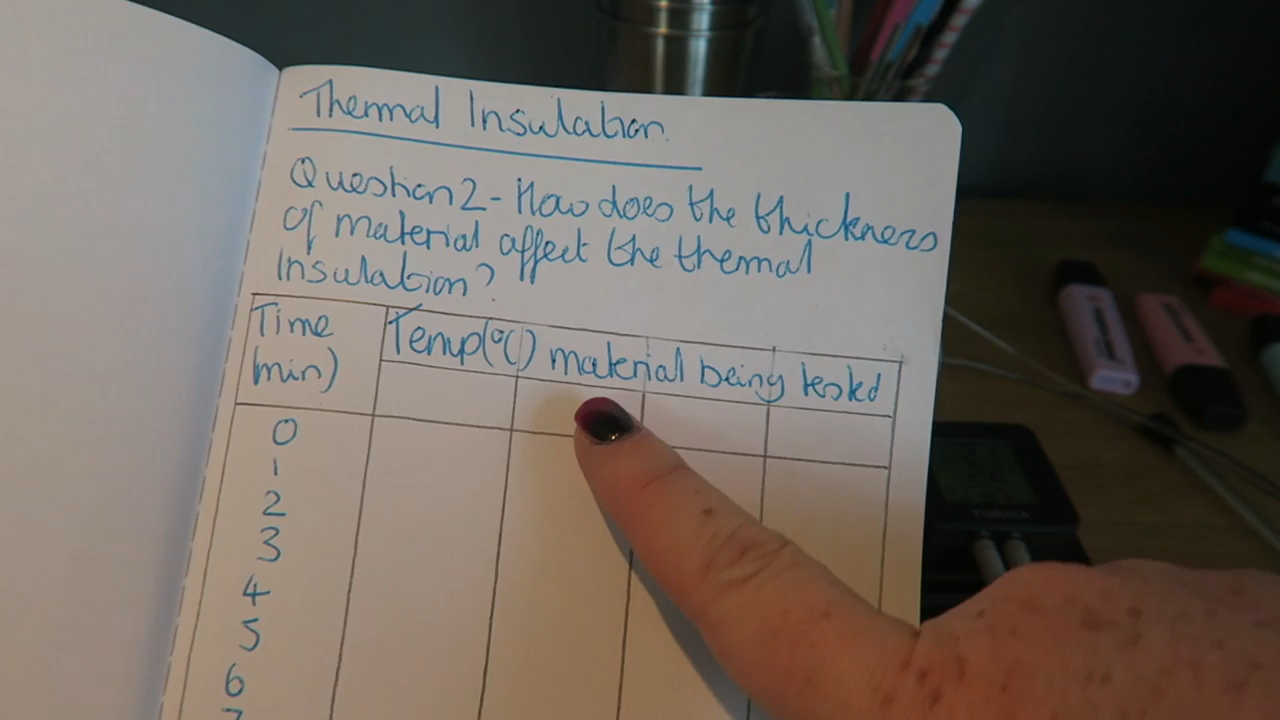 Thermal Insulation.
Question 2 - How does the thickness
of material affect the thermal
Insulation?
Time
(min)
Temp(°C) material being tested
0
1
2
3
4
5
6
7